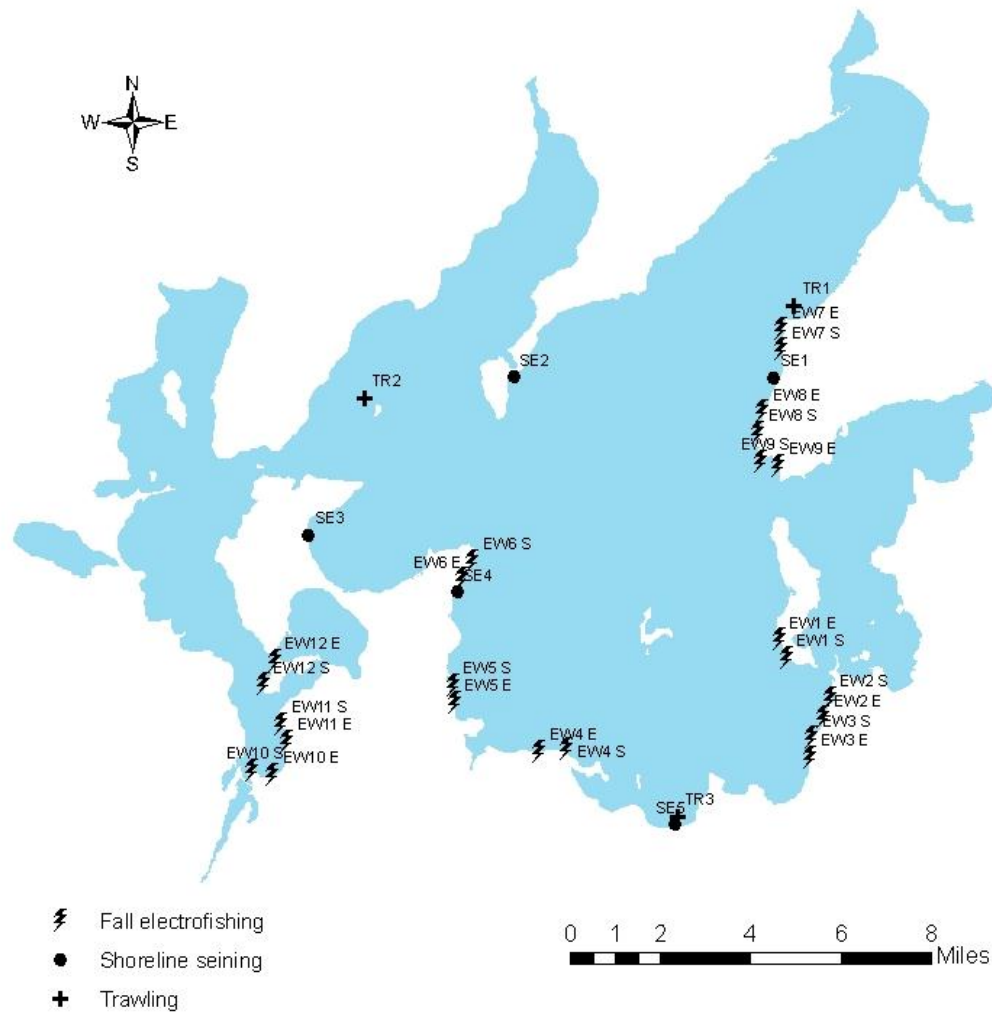 N
W E
S
TR1
EW7 E
EW7 S
SE2
SE1
TR2
EW8 E
EW8 S
EW9 S
EW9 E
SE3
EW6 S
EW6 E
SE4
EW1 E
EW1 S
EW12 E
EW12 S
EW5 S
EW5 E
EW2 S
EW2 E
EW3 S
EW3 E
EW11 S
EW11 E
EW4 E
EW4 S
EW10 S
EW10 E
TR3
SE5
Fall electrofishing
Shoreline seining
Trawling
0 1 2 4 6 8
Miles